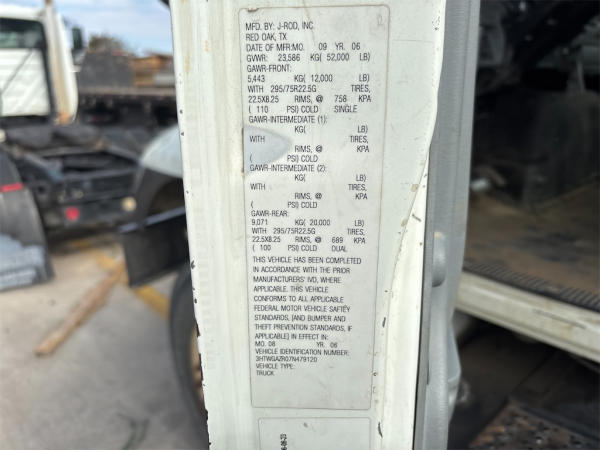 MFD. BY: J-ROD, INC.
RED OAK, TX
DATE OF MFR:MO. 09 YR. 06
GVWR: 23,586 KG( 52,000 LB)
GAWR-FRONT:
5,443 KG( 12,000 LB)
WITH 295/75R22.5G TIRES,
22.5X8.25 RIMS, @ 758 KPA
( 110 PSI) COLD SINGLE
GAWR-INTERMEDIATE (1):
KG( LB)
WITH TIRES,
RIMS, @ KPA
( PSI) COLD
GAWR-INTERMEDIATE (2):
KG( LB)
WITH TIRES,
RIMS, @ KPA
( PSI) COLD
GAWR-REAR:
9,071 KG( 20,000 LB)
WITH 295/75R22.5G TIRES,
22.5X8.25 RIMS, @ 689 KPA
( 100 PSI) COLD DUAL
THIS VEHICLE HAS BEEN COMPLETED
IN ACCORDANCE WITH THE PRIOR
MANUFACTURERS' IVD, WHERE
APPLICABLE. THIS VEHICLE
CONFORMS TO ALL APPLICABLE
FEDERAL MOTOR VEHICLE SAFTEY
STANDARDS, [AND BUMPER AND
THEFT PREVENTION STANDARDS, IF
APPLICABLE] IN EFFECT IN:
MO. 08 YR. 06
VEHICLE IDENTIFICATION NUMBER:
3HTWGAZR07N479120
VEHICLE TYPE:
TRUCK